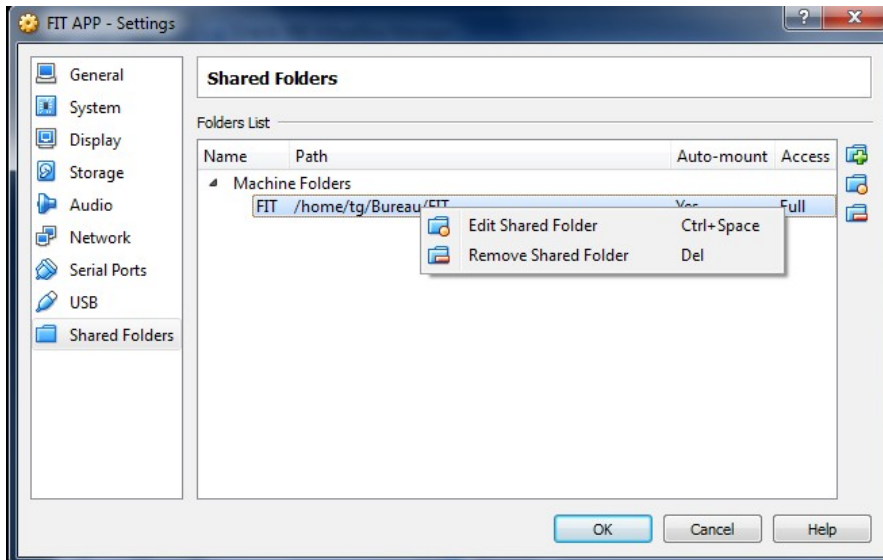 FIT APP - Settings
General
System
Display
Storage
Audio
Network
Serial Ports
USB
Shared Folders
Shared Folders
Folders List
Name Path Auto-mount Access
Machine Folders
FIT /home/tg/Bureau/FIT Yes Full
Edit Shared Folder Ctrl+Space
Remove Shared Folder Del
OK Cancel Help